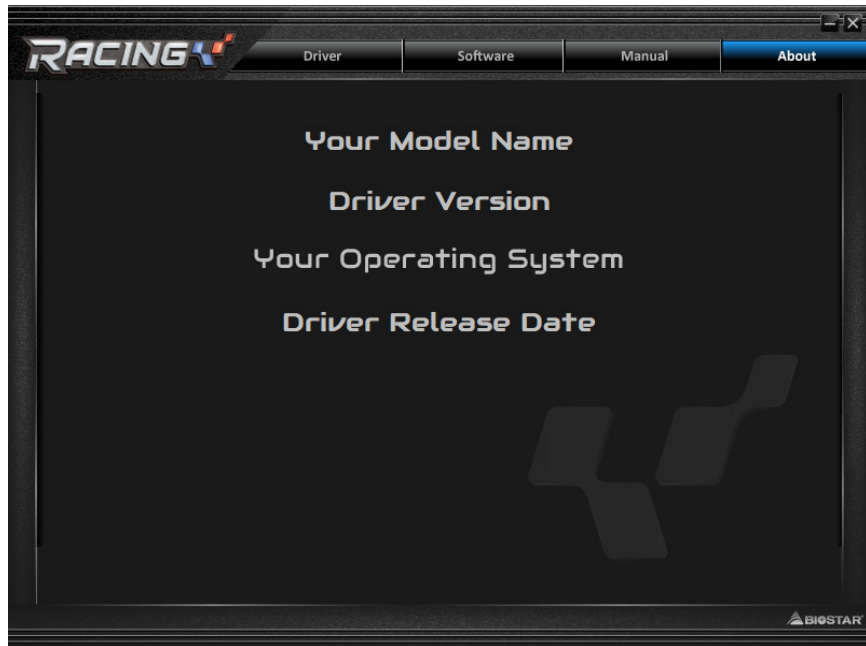 RACING
Driver Software Manual About
Your Model Name
Driver Version
Your Operating System
Driver Release Date
BIOSTAR